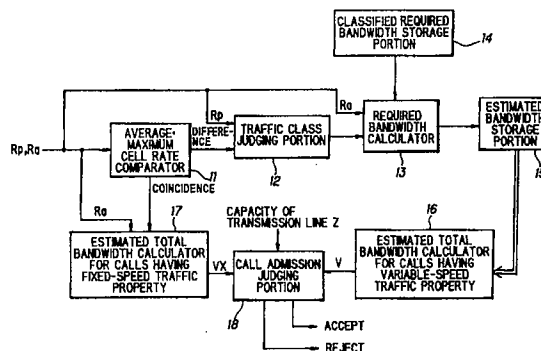 CLASSIFIED REQUIRED
BANDWIDTH STORAGE
PORTION
14
Rp
Ra
Rp,Ra
AVERAGE-
MAXIMUM
CELL RATE
COMPARATOR
11
DIFFERE-
NCE
TRAFFIC CLASS
JUDGING PORTION
12
REQUIRED
BANDWIDTH
CALCULATOR
13
ESTIMATED
BANDWIDTH
STORAGE
PORTION
15
COINCIDENCE
Ra
17
CAPACITY OF
TRANSMISSION LINE Z
16
ESTIMATED TOTAL
BANDWIDTH CALCULATOR
FOR CALLS HAVING
FIXED-SPEED TRAFFIC
PROPERTY
VX
CALL ADMISSION
JUDGING
PORTION
18
V
ESTIMATED TOTAL
BANDWIDTH CALCULATOR
FOR CALLS HAVING
VARIABLE-SPEED
TRAFFIC PROPERTY
ACCEPT
REJECT